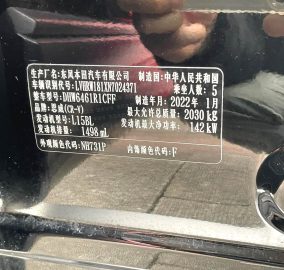 生产厂名:东风本田汽车有限公司 制造国:中华人民共和国
车辆识别代号:LVHRW181XN7024371 乘坐人数:5
整车型号:DHW6461R1CFF 制造年月:2022年1月
品牌:思威(CR-V) 最大允许总质量:2030 kg
发动机型号:L15BL 发动机最大净功率:142 kW
发动机排量:1498 mL
外观颜色代码:NH731P 内饰颜色代码:F